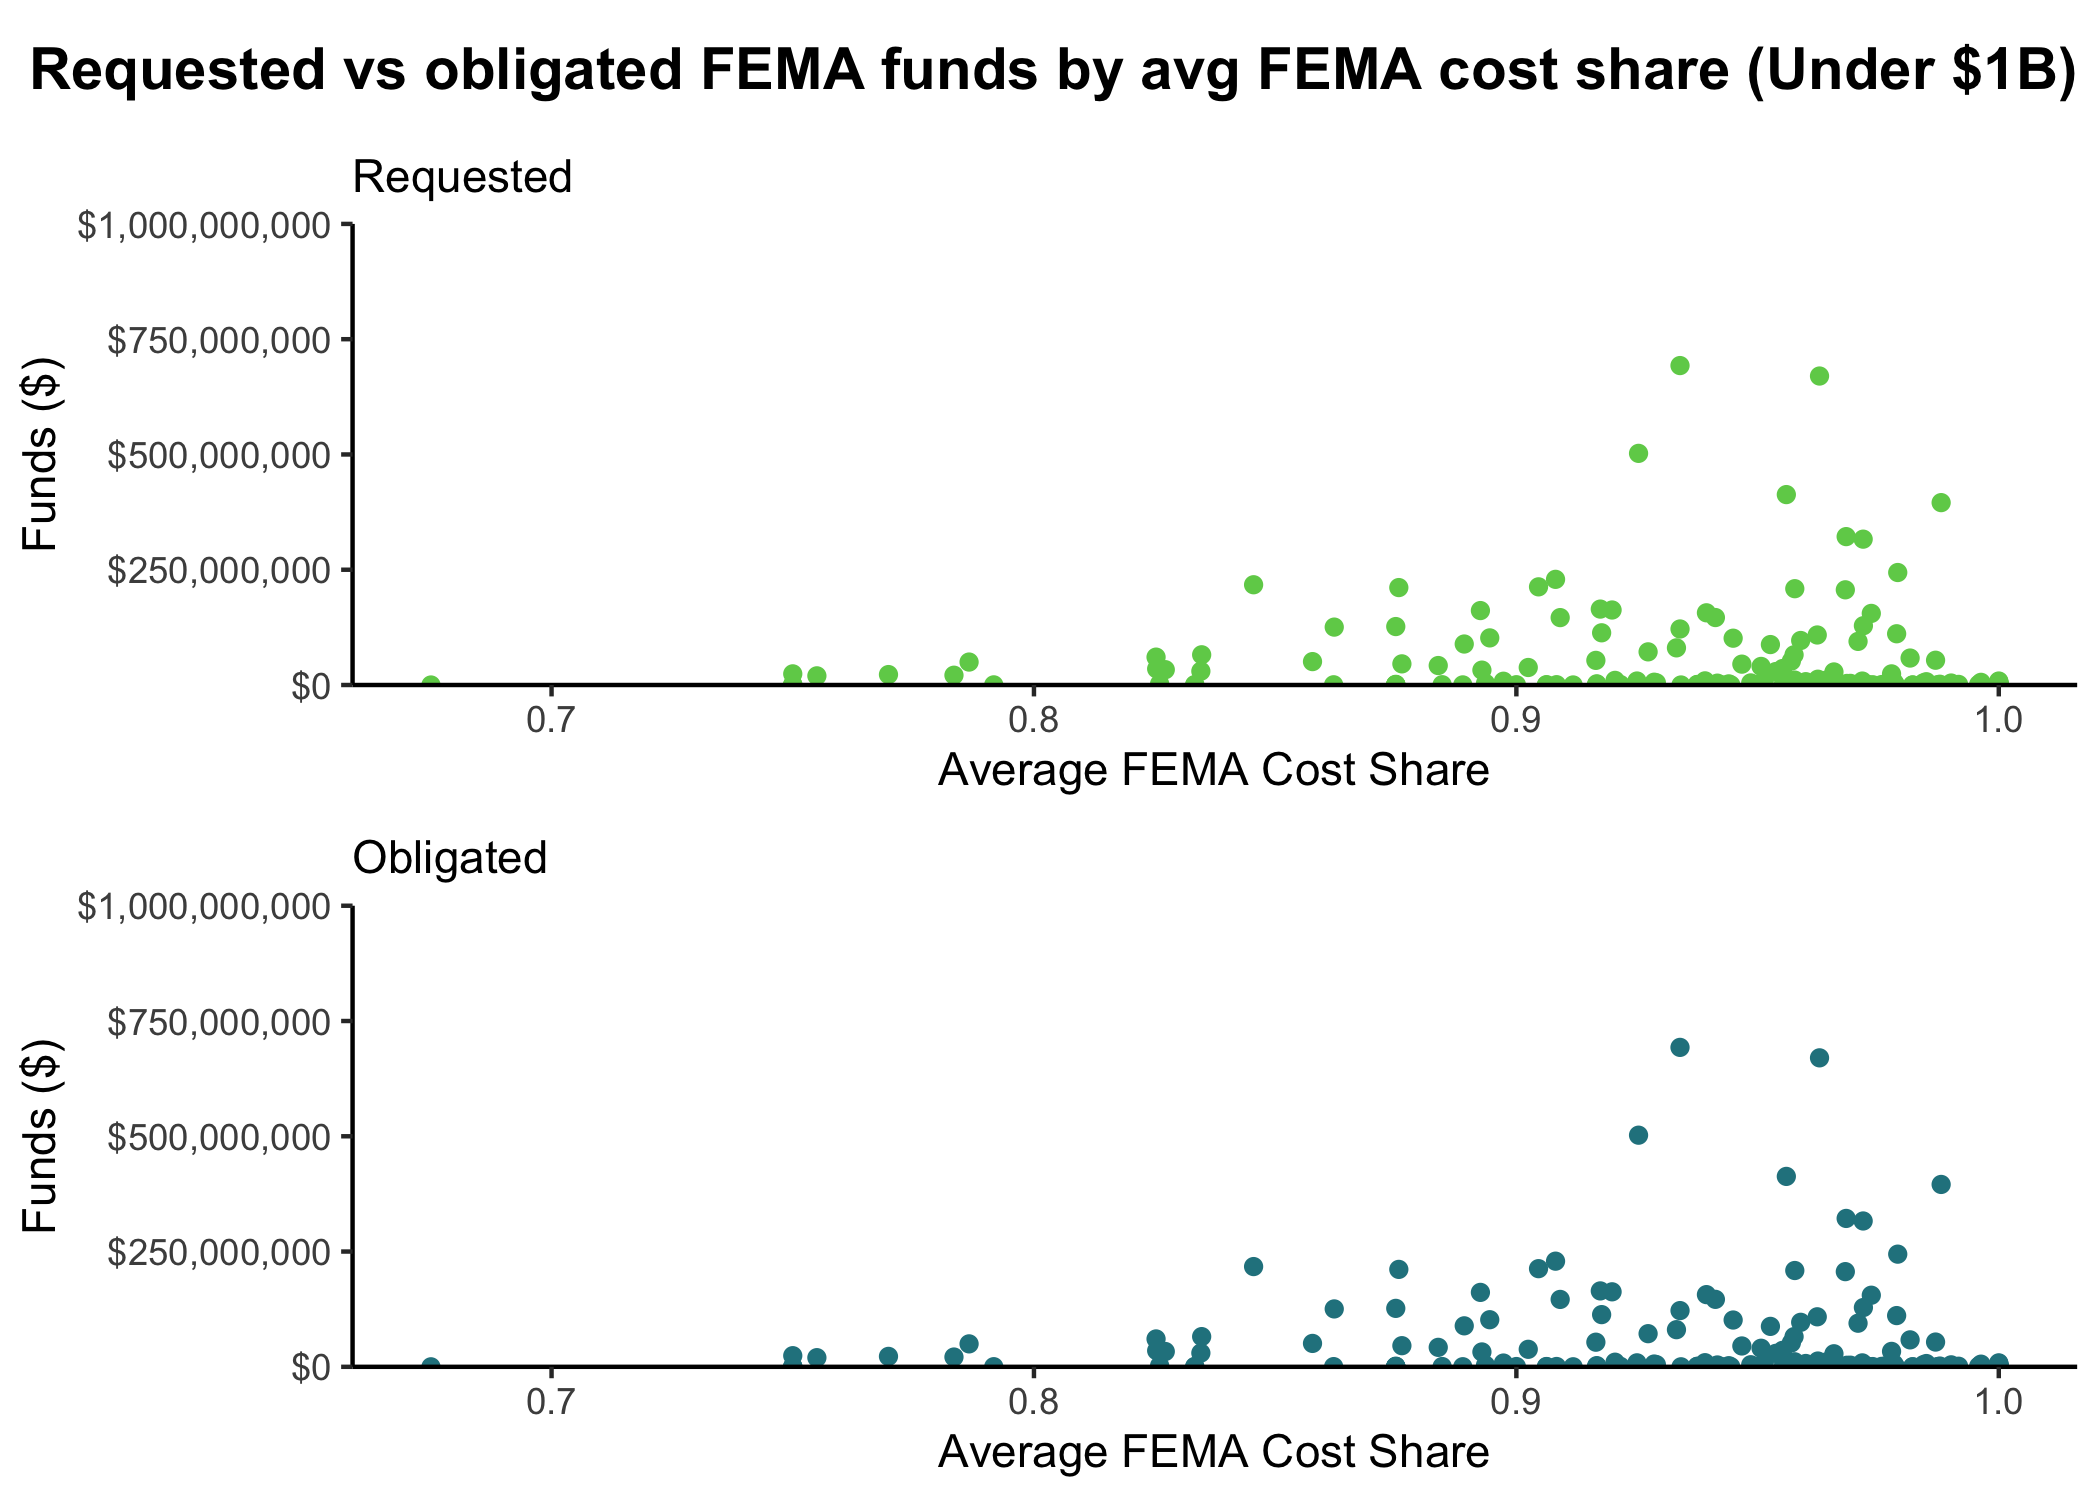 Requested vs obligated FEMA funds by avg FEMA cost share (Under $1B)
Requested
$1,000,000,000
$750,000,000
$500,000,000
$250,000,000
$0
Funds ($)
0.7 0.8 0.9 1.0
Average FEMA Cost Share
Obligated
$1,000,000,000
$750,000,000
$500,000,000
$250,000,000
$0
Funds ($)
0.7 0.8 0.9 1.0
Average FEMA Cost Share